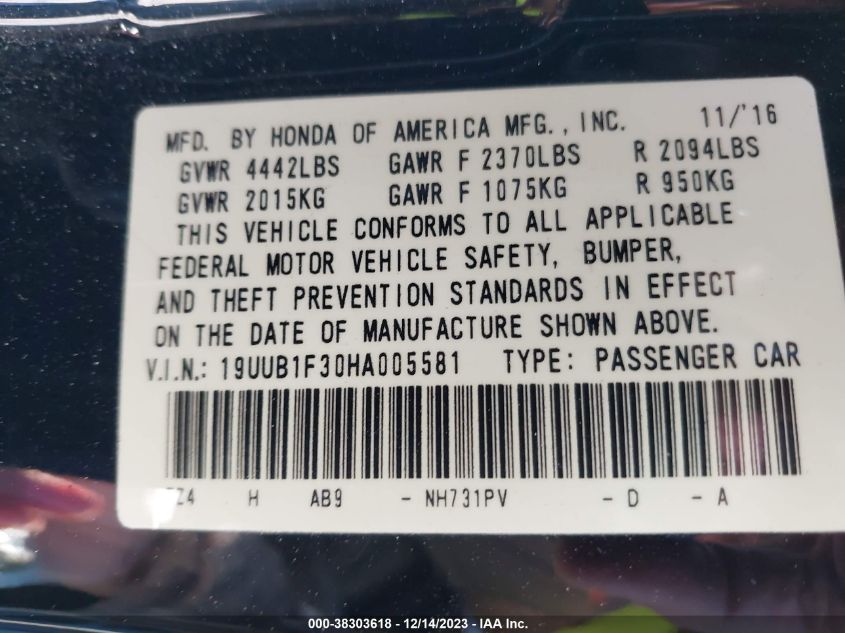 MFD. BY HONDA OF AMERICA MFG., INC. 11/'16
GVWR 4442LBS GAWR F 2370LBS R 2094LBS
GVWR 2015KG GAWR F 1075KG R 950KG
THIS VEHICLE CONFORMS TO ALL APPLICABLE
FEDERAL MOTOR VEHICLE SAFETY, BUMPER,
AND THEFT PREVENTION STANDARDS IN EFFECT
ON THE DATE OF MANUFACTURE SHOWN ABOVE.
V.I.N.: 19UUB1F30HA005581 TYPE: PASSENGER CAR
H AB9 - NH731PV - D - A
000-38303618 - 12/14/2023 - IAA Inc.